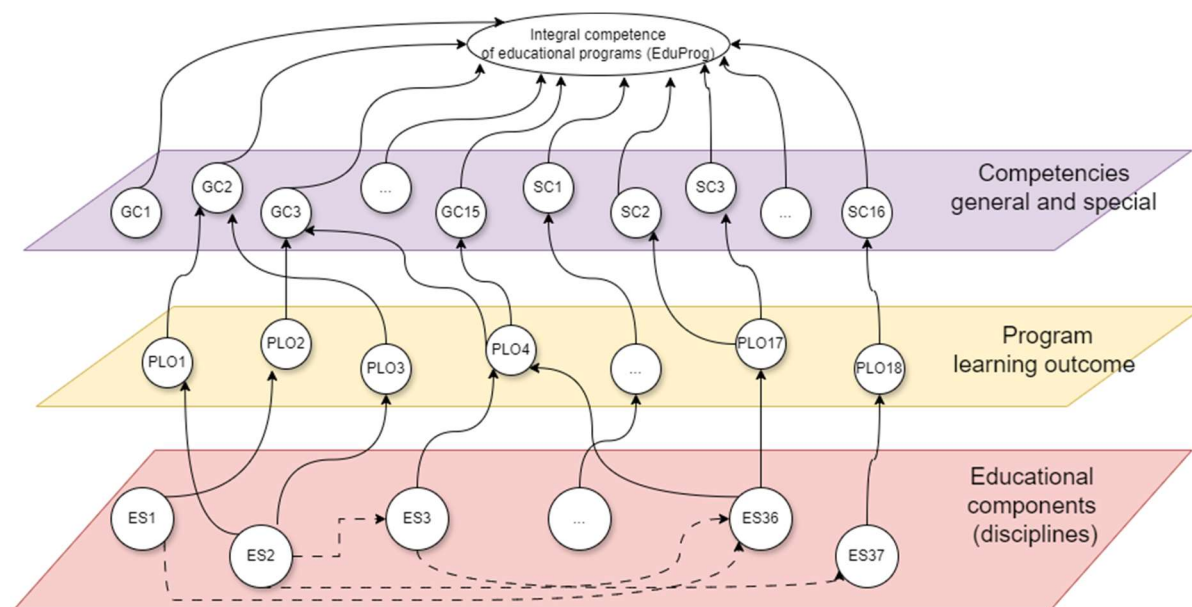 Integral competence
of educational programs (EduProg)
Competencies
general and special
GC1
GC2
GC3
...
GC15
SC1
SC2
SC3
...
SC16
Program
learning outcome
PLO1
PLO2
PLO3
PLO4
...
PLO17
PLO18
Educational
components
(disciplines)
ES1
ES2
ES3
...
ES36
ES37